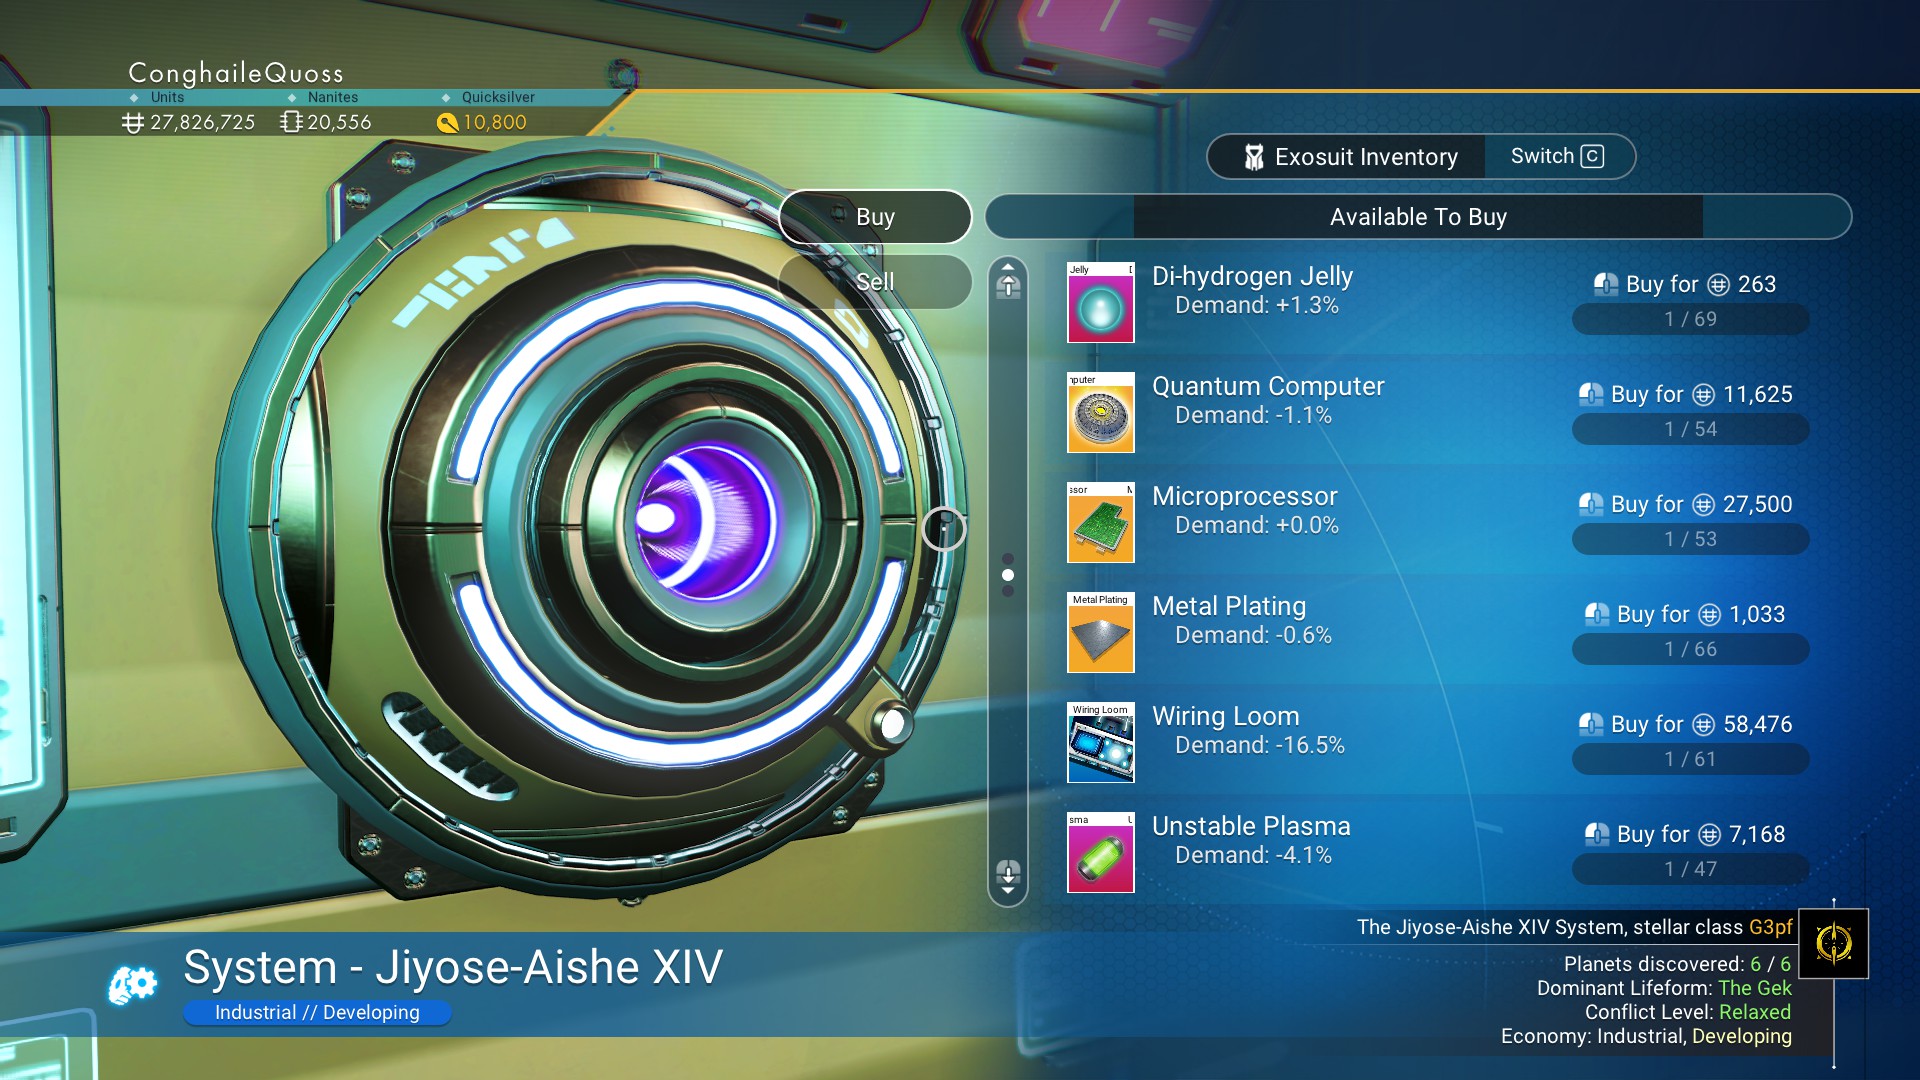 ConghaileQuoss
Units Nanites Quicksilver
27,826,725 20,556 10,800
Exosuit Inventory Switch C
Buy
Sell
Available To Buy
Jelly
Di-hydrogen Jelly
Demand: +1.3%
Buy for 263
1 / 69
Quantum Computer
Demand: -1.1%
Buy for 11,625
1 / 54
Microprocessor
Demand: +0.0%
Buy for 27,500
1 / 53
Metal Plating
Metal Plating
Demand: -0.6%
Buy for 1,033
1 / 66
Wiring Loom
Wiring Loom
Demand: -16.5%
Buy for 58,476
1 / 61
Unstable Plasma
Demand: -4.1%
Buy for 7,168
1 / 47
System - Jiyose-Aishe XIV
Industrial // Developing
The Jiyose-Aishe XIV System, stellar class G3pf
Planets discovered: 6 / 6
Dominant Lifeform: The Gek
Conflict Level: Relaxed
Economy: Industrial, Developing